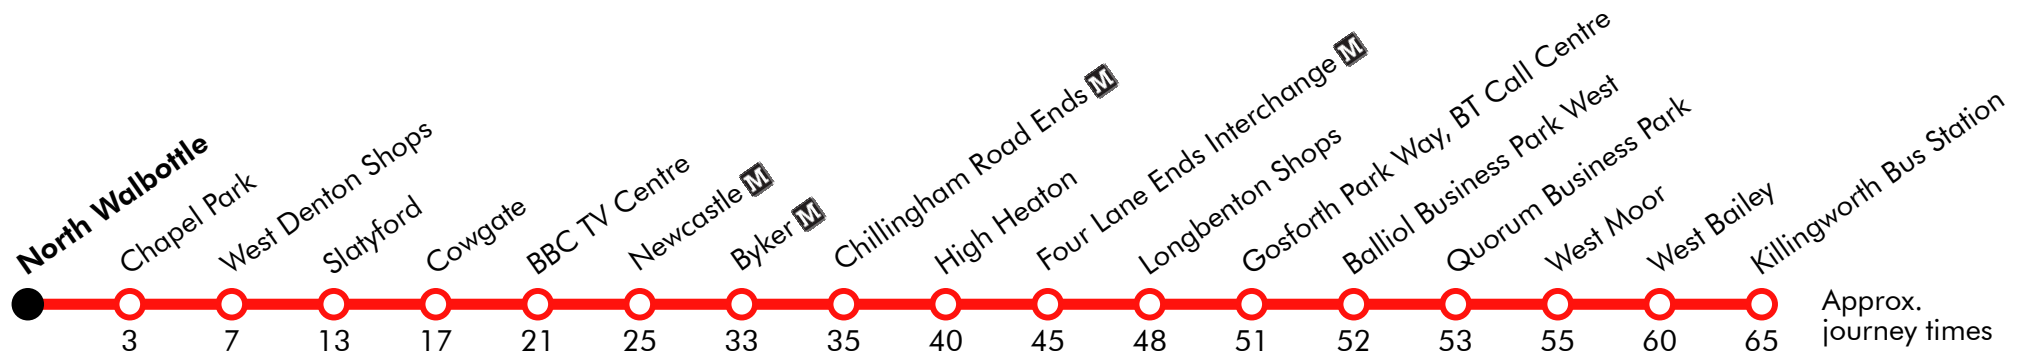 North Walbottle
Chapel Park
West Denton Shops
Slatyford
Cowgate
BBC TV Centre
Newcastle M
Byker M
Chillingham Road Ends M
High Heaton
Four Lane Ends Interchange M
Longbenton Shops
Gosforth Park Way, BT Call Centre
Balliol Business Park West
Quorum Business Park
West Moor
West Bailey
Killingworth Bus Station
3 7 13 17 21 25 33 35 40 45 48 51 52 53 55 60 65
Approx.
journey times